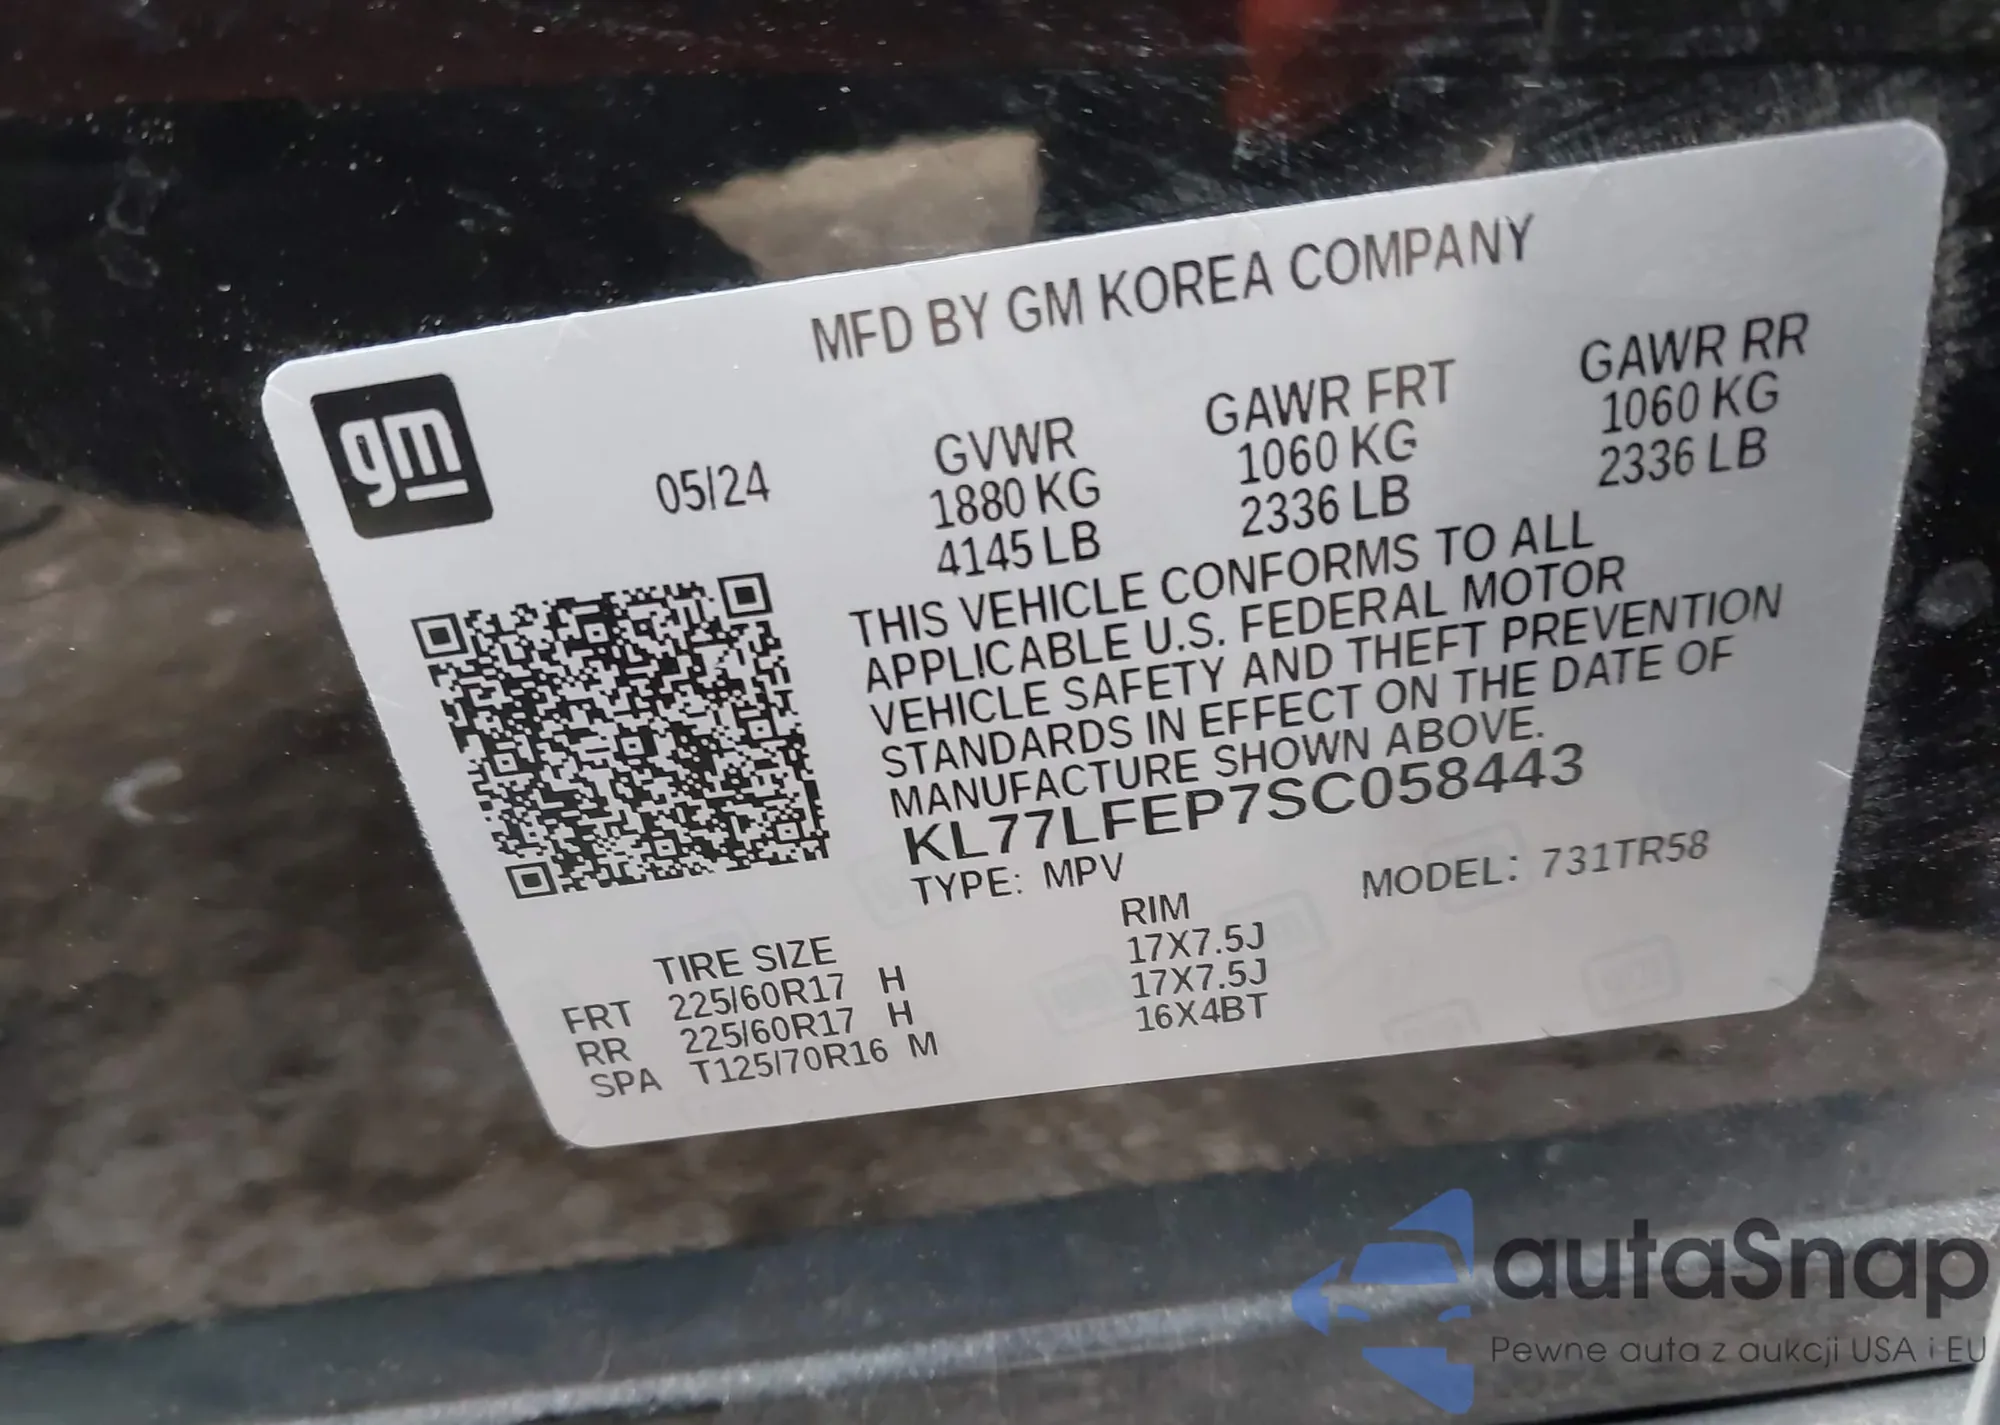 MFD BY GM KOREA COMPANY
gm
05/24
GVWR
1880 KG
4145 LB
GAWR FRT
1060 KG
2336 LB
GAWR RR
1060 KG
2336 LB
THIS VEHICLE CONFORMS TO ALL
APPLICABLE U.S. FEDERAL MOTOR
VEHICLE SAFETY AND THEFT PREVENTION
STANDARDS IN EFFECT ON THE DATE OF
MANUFACTURE SHOWN ABOVE.
KL77LFEP7SC058443
TYPE: MPV MODEL: 731TR58
TIRE SIZE RIM
FRT 225/60R17 H 17X7.5J
RR 225/60R17 H 17X7.5J
SPA T125/70R16 M 16X4BT
autaSnap
Pewne auta z aukcji USA i EU